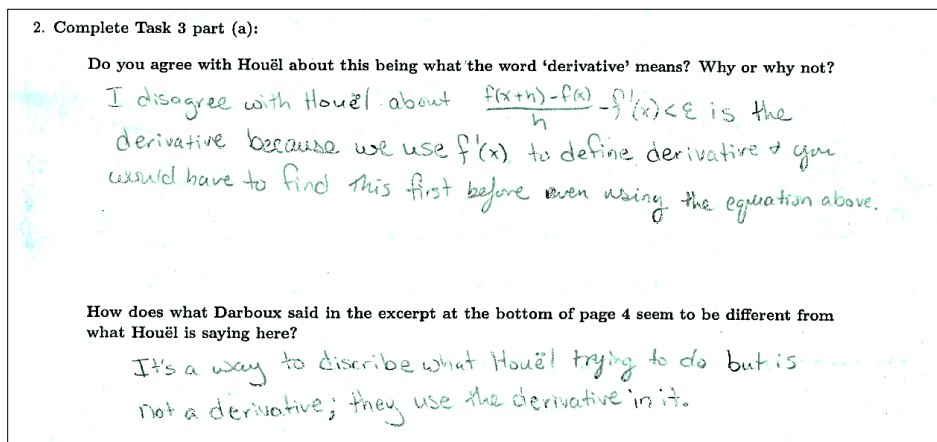 2. Complete Task 3 part (a):
Do you agree with Houël about this being what the word ‘derivative’ means? Why or why not?
I disagree with Houël about f(x+h)-f(x)/h - f'(x) < ε is the
derivative because we use f'(x) to define derivative & you
would have to find this first before even using the equation above.
How does what Darboux said in the excerpt at the bottom of page 4 seem to be different from
what Houël is saying here?
It's a way to discribe what Houël trying to do but is
not a derivative; they use the derivative in it.